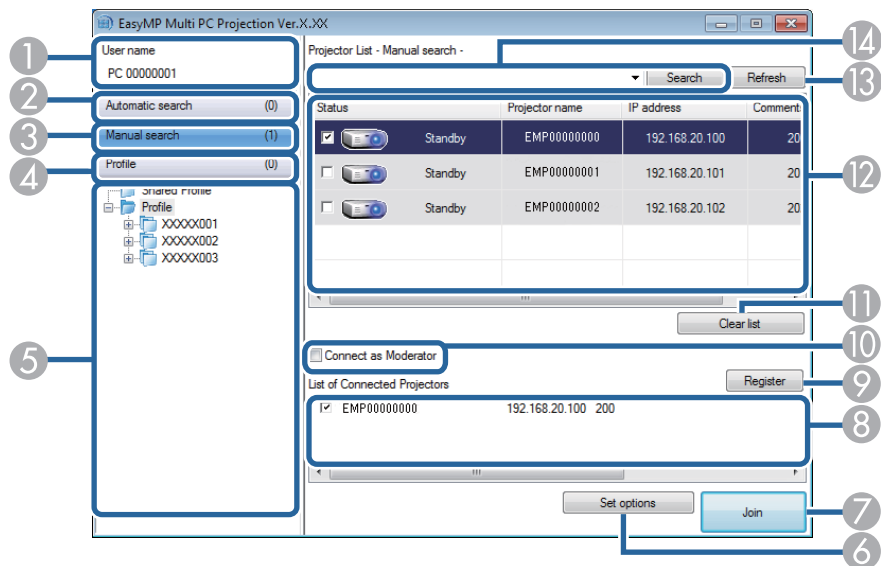 EasyMP Multi PC Projection Ver.X.XX
User name
PC 00000001
Automatic search (0)
Manual search (1)
Profile (0)
Shared Profile
Profile
XXXXX001
XXXXX002
XXXXX003
Projector List - Manual search -
Search
Refresh
Status Projector name IP address Comment
Standby EMP00000000 192.168.20.100 20
Standby EMP00000001 192.168.20.101 20
Standby EMP00000002 192.168.20.102 20
Clear list
Connect as Moderator
List of Connected Projectors
Register
EMP00000000 192.168.20.100 200
Set options
Join
1
2
3
4
5
6
7
8
9
10
11
12
13
14